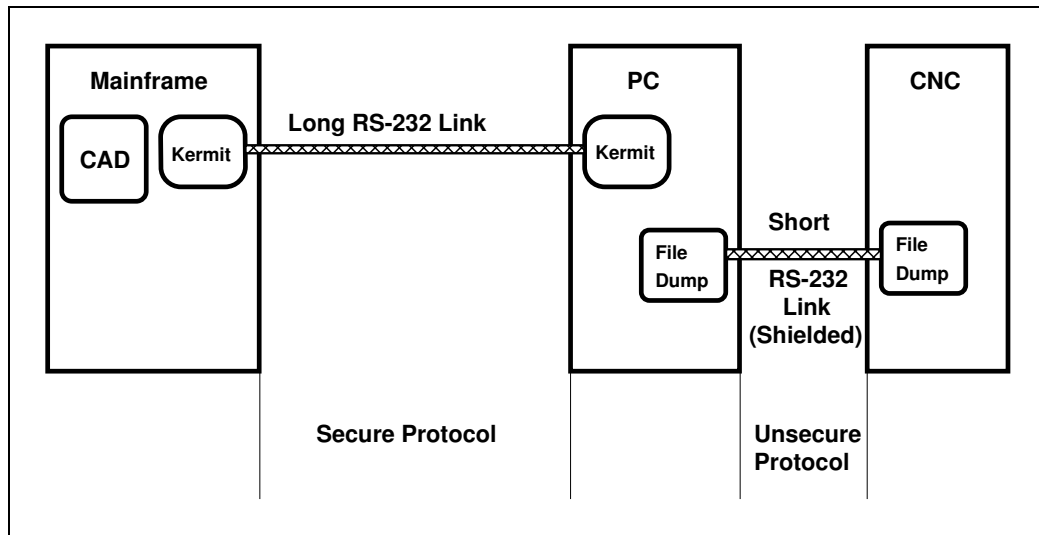 Mainframe
PC
CNC
CAD
Kermit
Long RS-232 Link
Kermit
File
Dump
Short
RS-232
Link
(Shielded)
File
Dump
Secure Protocol
Unsecure
Protocol